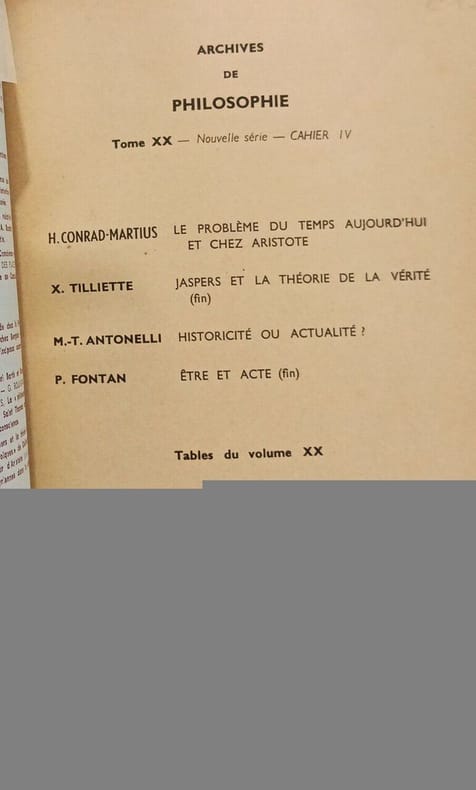 ARCHIVES
DE
PHILOSOPHIE
Tome XX — Nouvelle série — CAHIER IV
H. CONRAD-MARTIUS LE PROBLÈME DU TEMPS AUJOURD'HUI
ET CHEZ ARISTOTE
X. TILLIETTE JASPERS ET LA THÉORIE DE LA VÉRITÉ
(fin)
M.-T. ANTONELLI HISTORICITÉ OU ACTUALITÉ ?
P. FONTAN ÊTRE ET ACTE (fin)
Tables du volume XX